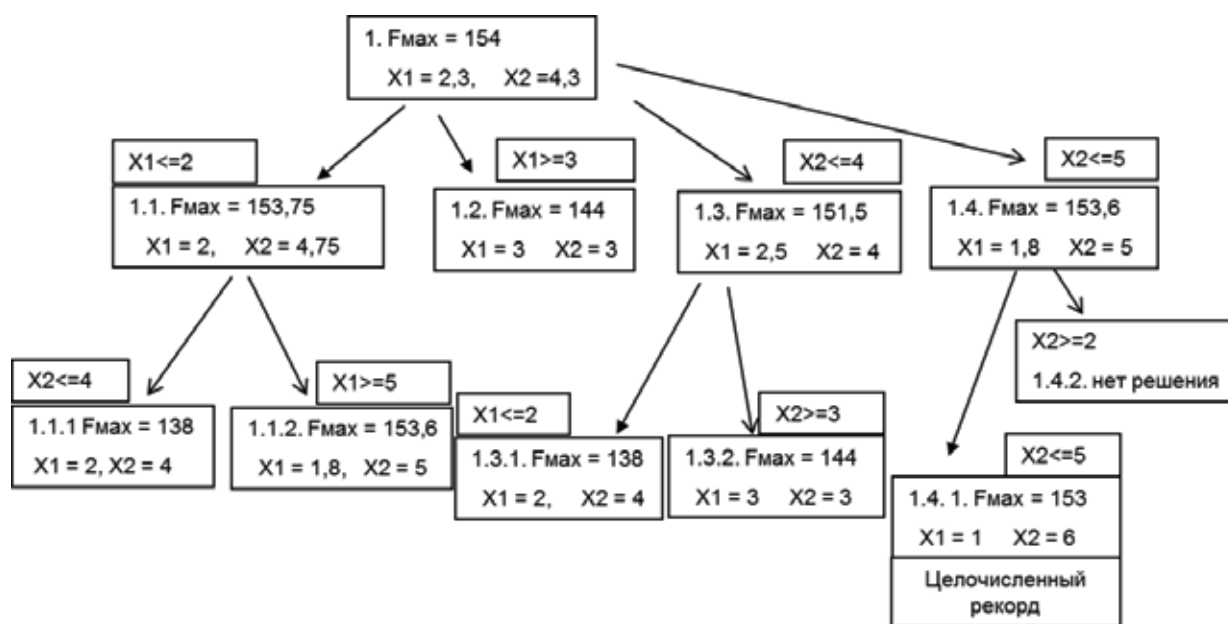 1. Fмах = 154
X1 = 2,3, X2 =4,3
X1<=2
X1>=3
X2<=4
X2<=5
1.1. Fмах = 153,75
X1 = 2, X2 = 4,75
1.2. Fмах = 144
X1 = 3 X2 = 3
1.3. Fмах = 151,5
X1 = 2,5 X2 = 4
1.4. Fмах = 153,6
X1 = 1,8 X2 = 5
X2>=2
1.4.2. нет решения
X2<=4
1.1.1 Fмах = 138
X1 = 2, X2 = 4
X1>=5
1.1.2. Fмах = 153,6
X1 = 1,8, X2 = 5
X1<=2
1.3.1. Fмах = 138
X1 = 2, X2 = 4
X2>=3
1.3.2. Fмах = 144
X1 = 3 X2 = 3
X2<=5
1.4. 1. Fмах = 153
X1 = 1 X2 = 6
Целочисленный
рекорд